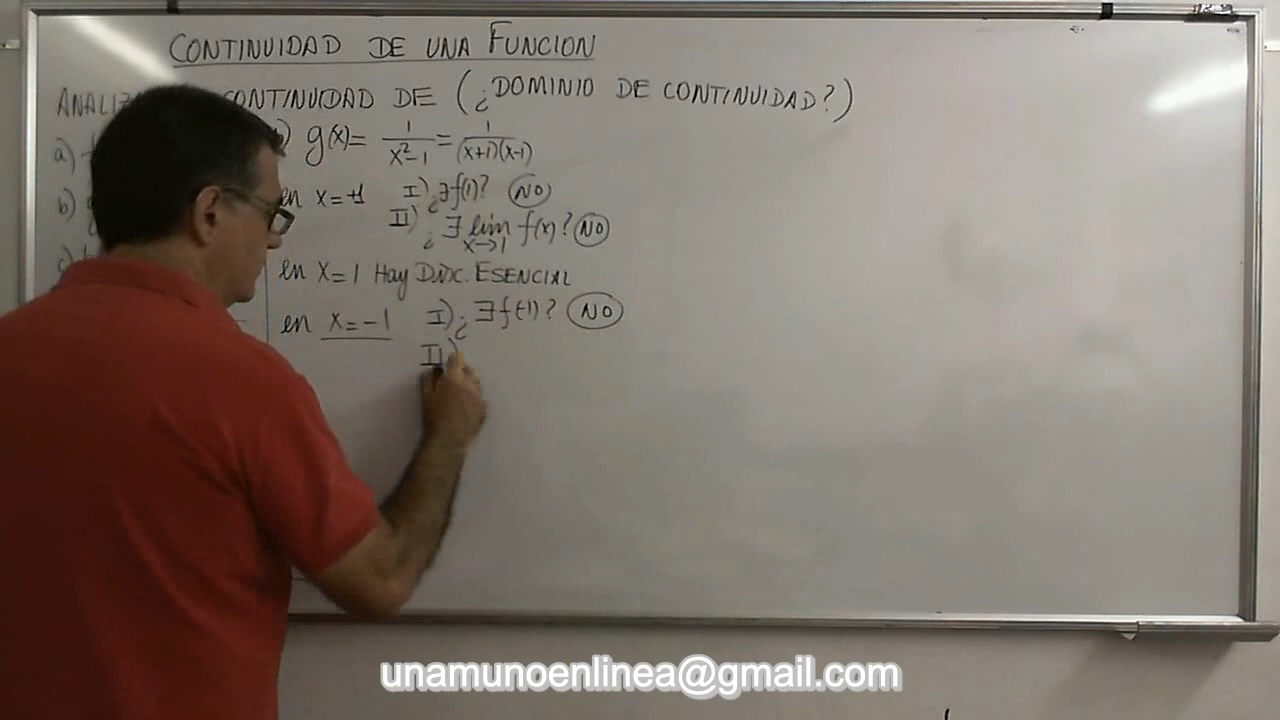 CONTINUIDAD DE UNA FUNCION
CONTINUIDAD DE (¿DOMINIO DE CONTINUIDAD?)
a)
b) g(x)= 1/(x²-1) = 1/((x+1)(x-1))
b)
en x=+1 I) ¿∃f(1)? NO
II) ¿∃ lim x→1 f(x)? NO
c)
en x=1 Hay Disc. ESENCIAL
en x=-1 I) ¿∃f(-1)? NO
II)
unamunoenlinea@gmail.com